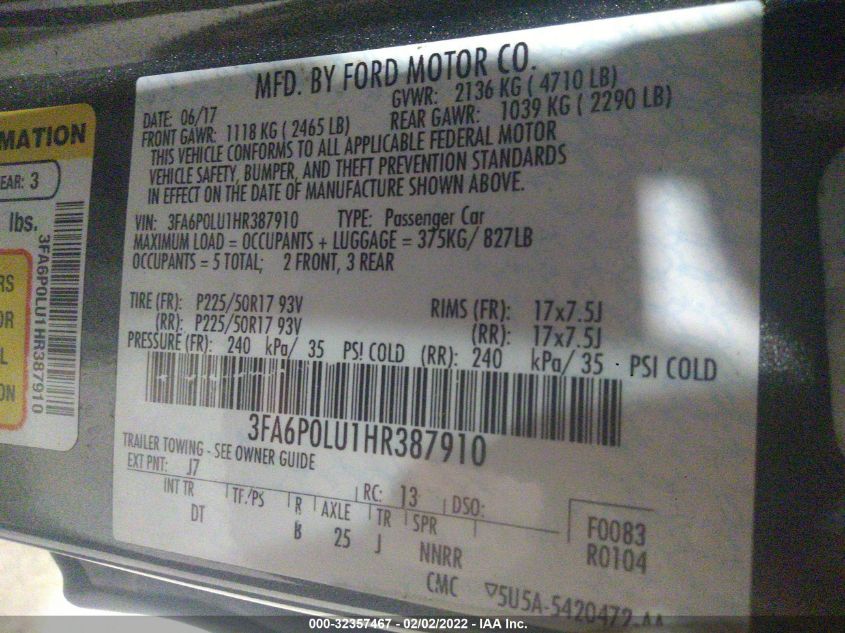 MFD. BY FORD MOTOR CO.
DATE: 06/17 GVWR: 2136 KG ( 4710 LB)
FRONT GAWR: 1118 KG ( 2465 LB) REAR GAWR: 1039 KG ( 2290 LB)
THIS VEHICLE CONFORMS TO ALL APPLICABLE FEDERAL MOTOR
VEHICLE SAFETY, BUMPER, AND THEFT PREVENTION STANDARDS
IN EFFECT ON THE DATE OF MANUFACTURE SHOWN ABOVE.
VIN: 3FA6P0LU1HR387910 TYPE: Passenger Car
MAXIMUM LOAD = OCCUPANTS + LUGGAGE = 375KG/ 827LB
OCCUPANTS = 5 TOTAL; 2 FRONT, 3 REAR
TIRE (FR): P225/50R17 93V RIMS (FR): 17x7.5J
(RR): P225/50R17 93V (RR): 17x7.5J
PRESSURE (FR): 240 kPa/ 35 PSI COLD (RR): 240 kPa/ 35 PSI COLD
3FA6P0LU1HR387910
TRAILER TOWING - SEE OWNER GUIDE
EXT PNT: J7 RC: 13 DSO:
INT TR TF/PS R AXLE TR SPR
DT B 25 J NNRR
CMC
F0083
R0104
▽5U5A-5420472-AA
MATION
EAR: 3
lbs.
3FA6P0LU1HR387910
RS
OR
L
ON
000-32357467 - 02/02/2022 - IAA Inc.